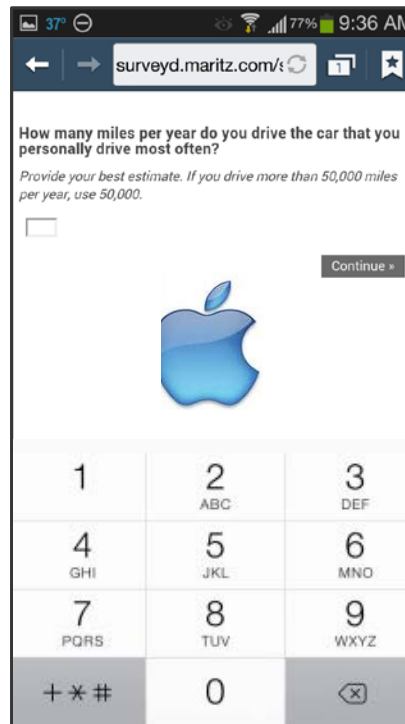 37° 77% 9:36 AM
surveyd.maritz.com/s 1
How many miles per year do you drive the car that you
personally drive most often?
Provide your best estimate. If you drive more than 50,000 miles
per year, use 50,000.
Continue »
1 2 3
ABC DEF
4 5 6
GHI JKL MNO
7 8 9
PQRS TUV WXYZ
+*# 0